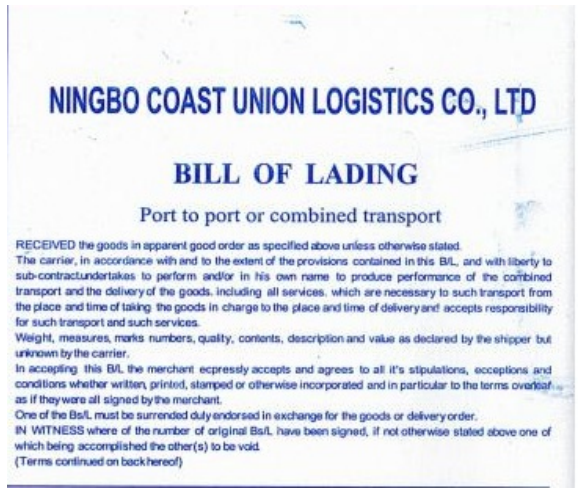 NINGBO COAST UNION LOGISTICS CO., LTD
BILL OF LADING
Port to port or combined transport
RECEIVED the goods in apparent good order as specified above unless otherwise stated.
The carrier, in accordance with and to the extent of the provisions contained in this B/L, and with liberty to
sub-contractundertakes to perform and/or in his own name to produce performance of the combined
transport and the delivery of the goods, including all services, which are necessary to such transport from
the place and time of taking the goods in charge to the place and time of delivery and accepts responsibility
for such transport and such services.
Weight, measures, marks numbers, quality, contents, description and value as declared by the shipper but
unknown by the carrier.
In accepting this B/L the merchant ecpressly accepts and agrees to all it's stipulations, ecceptions and
conditions whether written, printed, stamped or otherwise incorporated and in particular to the terms overleaf
as if they were all signed by the merchant.
One of the Bs/L must be surrended duly endorsed in exchange for the goods or delivery order.
IN WITNESS where of the number of original Bs/L have been signed, if not otherwise stated above one of
which being accomplished the other(s) to be void.
(Terms continued on back hereof)